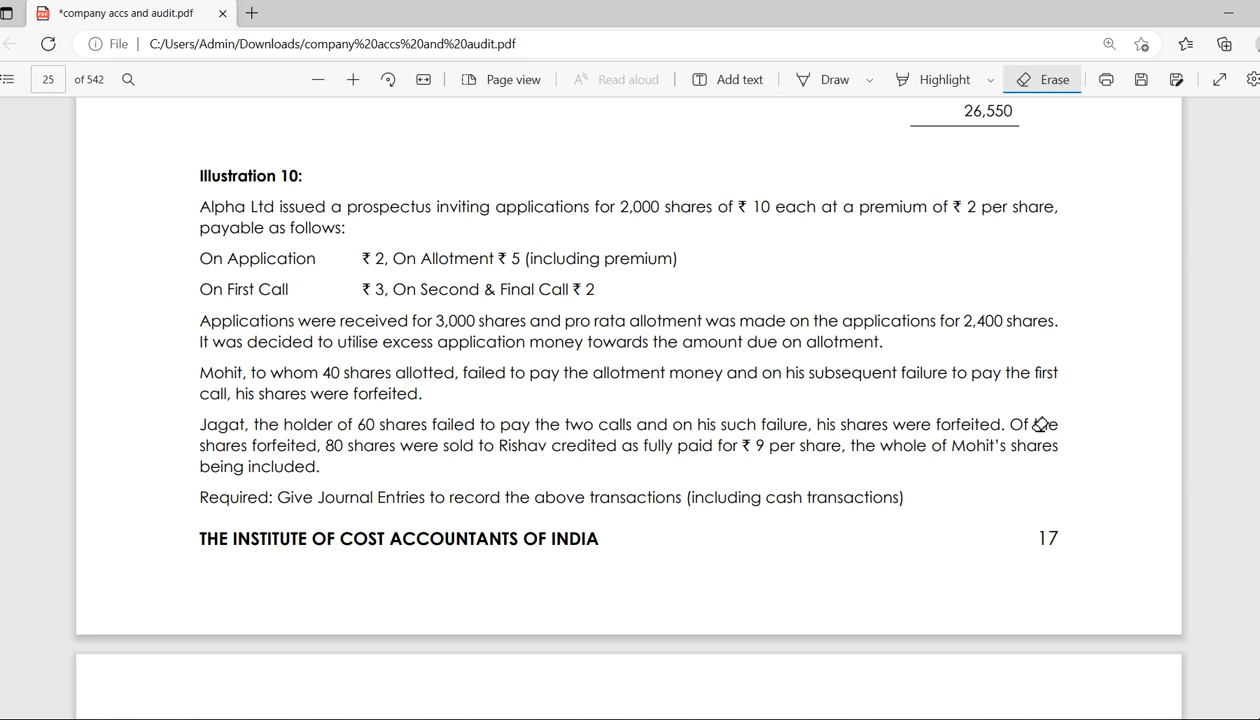 *company accs and audit.pdf
File
C:/Users/Admin/Downloads/company%20accs%20and%20audit.pdf
25 of 542
Page view
Read aloud
Add text
Draw
Highlight
Erase
26,550
Illustration 10:
Alpha Ltd issued a prospectus inviting applications for 2,000 shares of ₹ 10 each at a premium of ₹ 2 per share,
payable as follows:
On Application ₹ 2, On Allotment ₹ 5 (including premium)
On First Call ₹ 3, On Second & Final Call ₹ 2
Applications were received for 3,000 shares and pro rata allotment was made on the applications for 2,400 shares.
It was decided to utilise excess application money towards the amount due on allotment.
Mohit, to whom 40 shares allotted, failed to pay the allotment money and on his subsequent failure to pay the first
call, his shares were forfeited.
Jagat, the holder of 60 shares failed to pay the two calls and on his such failure, his shares were forfeited. Of the
shares forfeited, 80 shares were sold to Rishav credited as fully paid for ₹ 9 per share, the whole of Mohit's shares
being included.
Required: Give Journal Entries to record the above transactions (including cash transactions)
THE INSTITUTE OF COST ACCOUNTANTS OF INDIA 17